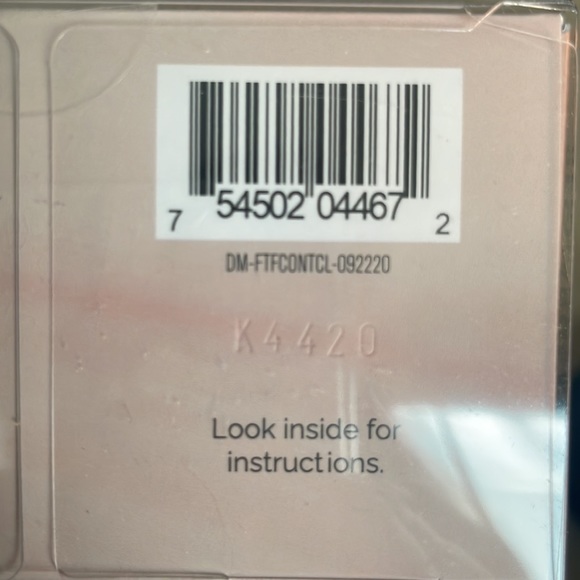 7 54502 04467 2
DM-FTFCONTCL-092220
K4420
Look inside for
instructions.